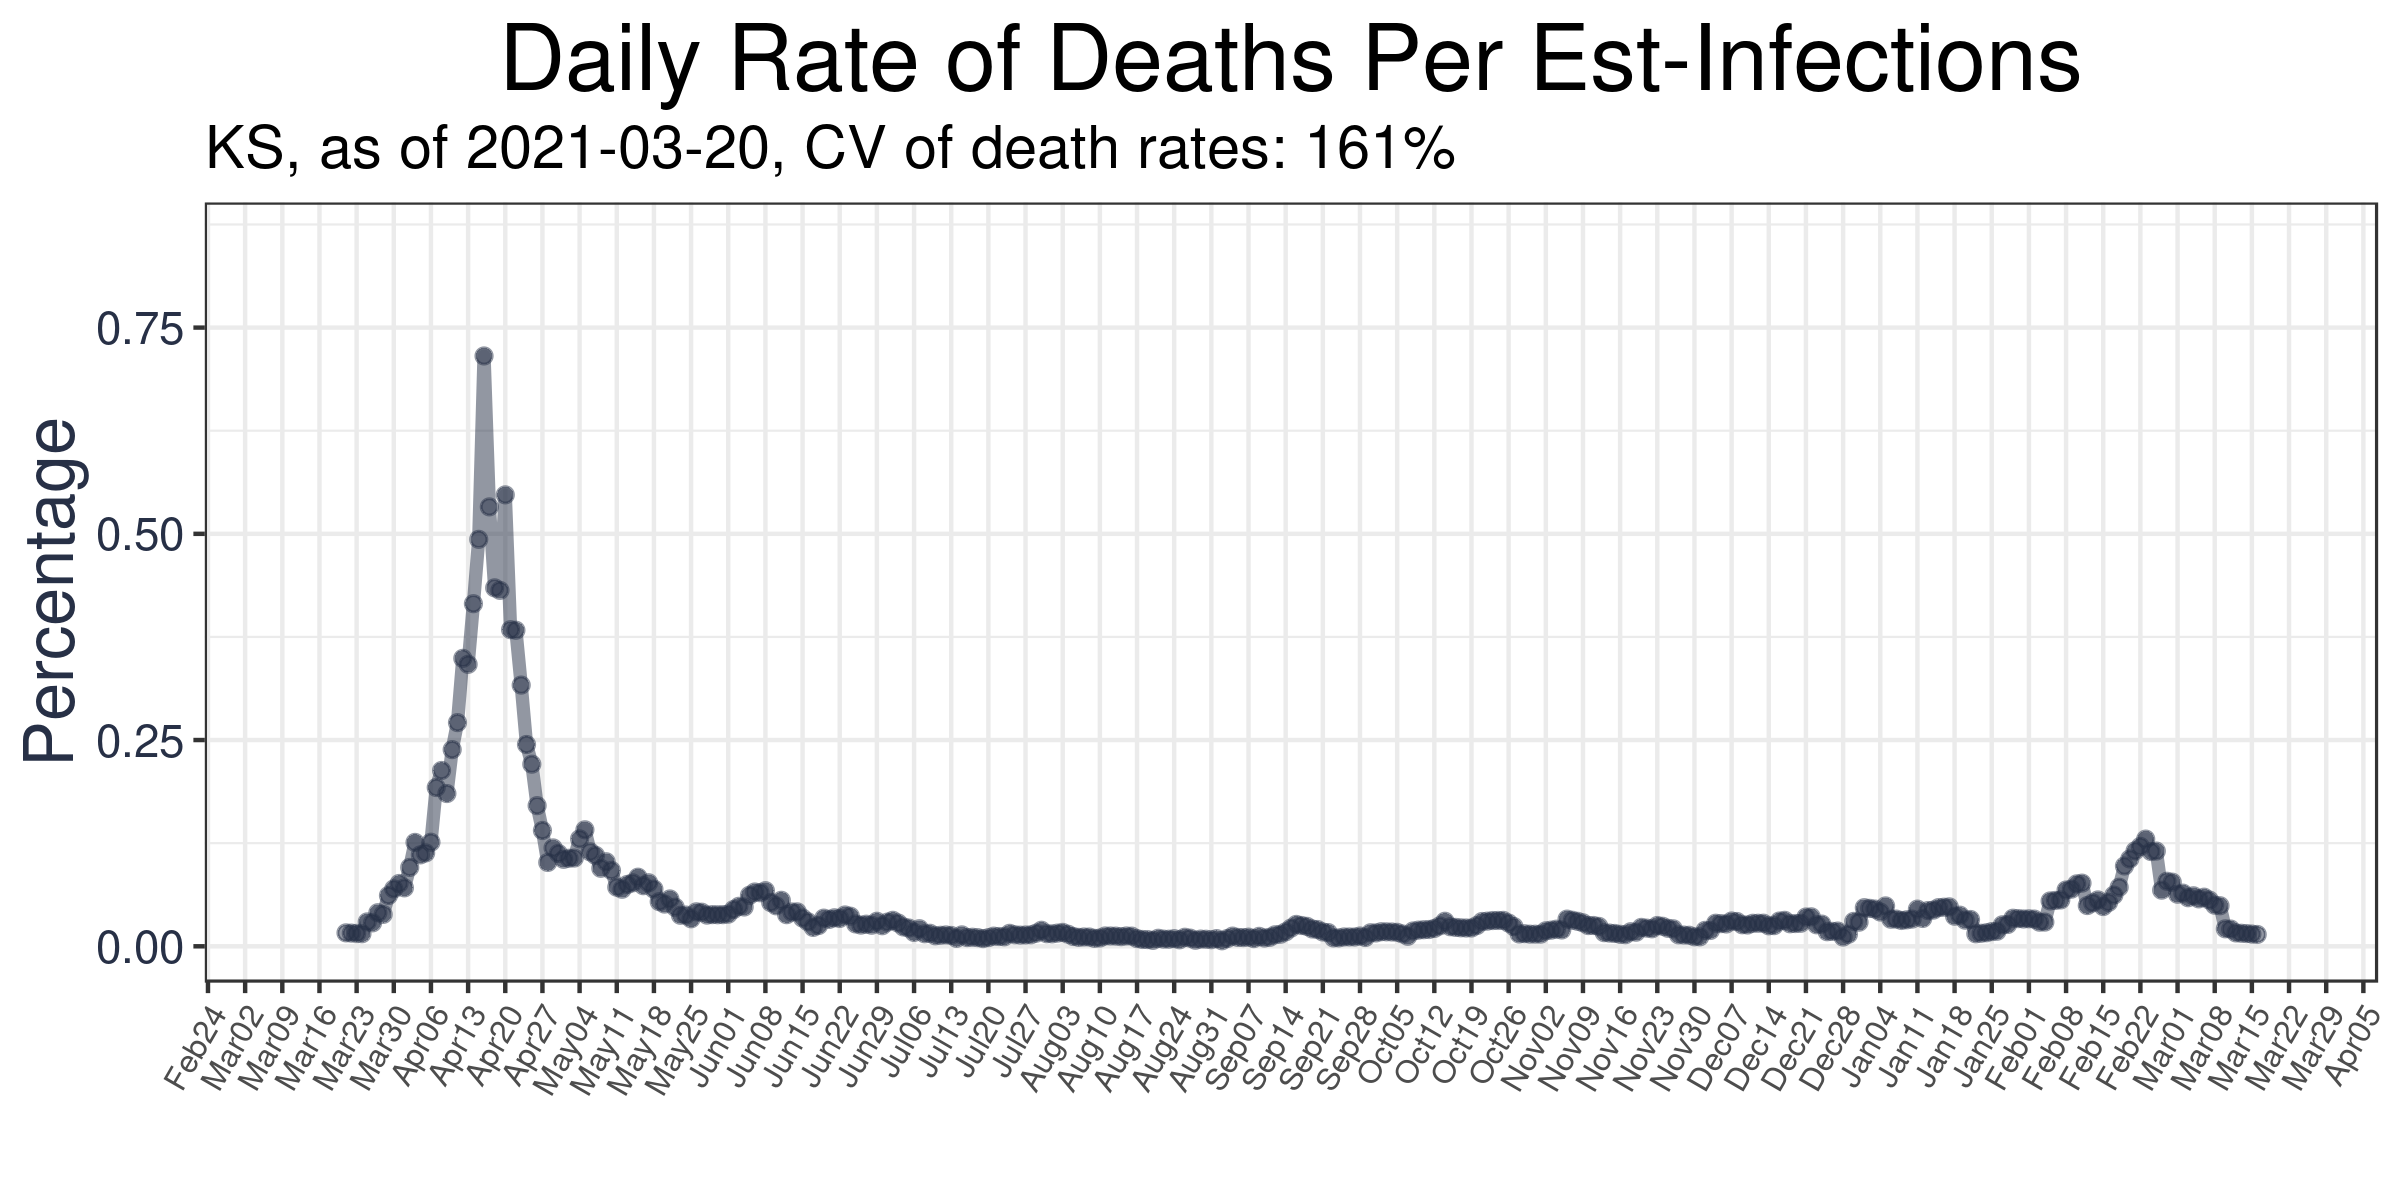 Daily Rate of Deaths Per Est-Infections
KS, as of 2021-03-20, CV of death rates: 161%
Percentage
0.75
0.50
0.25
0.00
Feb24
Mar02
Mar09
Mar16
Mar23
Mar30
Apr06
Apr13
Apr20
Apr27
May04
May11
May18
May25
Jun01
Jun08
Jun15
Jun22
Jun29
Jul06
Jul13
Jul20
Jul27
Aug03
Aug10
Aug17
Aug24
Aug31
Sep07
Sep14
Sep21
Sep28
Oct05
Oct12
Oct19
Oct26
Nov02
Nov09
Nov16
Nov23
Nov30
Dec07
Dec14
Dec21
Dec28
Jan04
Jan11
Jan18
Jan25
Feb01
Feb08
Feb15
Feb22
Mar01
Mar08
Mar15
Mar22
Mar29
Apr05